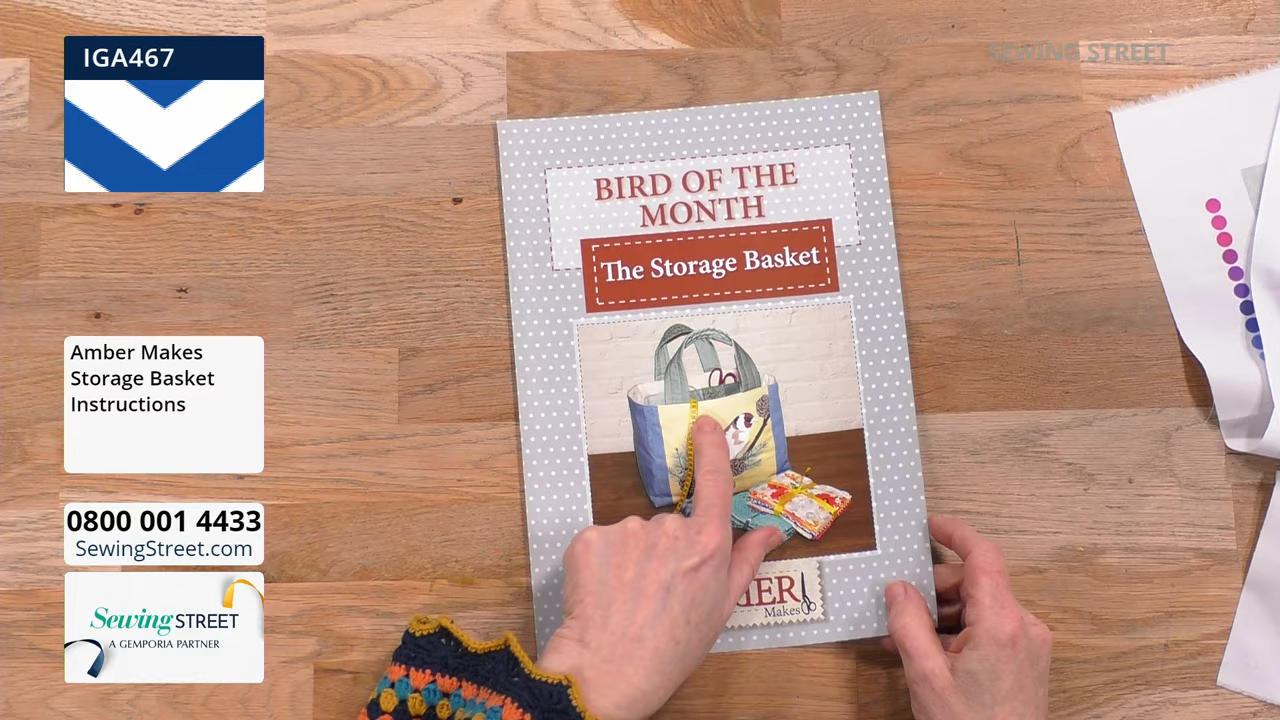 IGA467
SEWING STREET
BIRD OF THE
MONTH
The Storage Basket
Makes
Amber Makes
Storage Basket
Instructions
0800 001 4433
SewingStreet.com
Sewing STREET
A GEMPORIA PARTNER